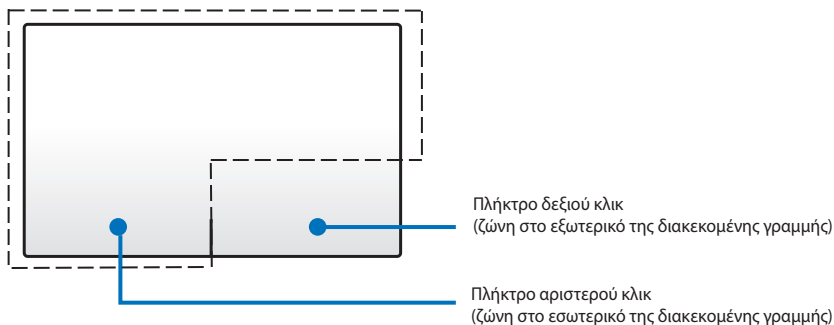 Πλήκτρο δεξιού κλικ
(ζώνη στο εξωτερικό της διακεκομένης γραμμής)
Πλήκτρο αριστερού κλικ
(ζώνη στο εσωτερικό της διακεκομένης γραμμής)